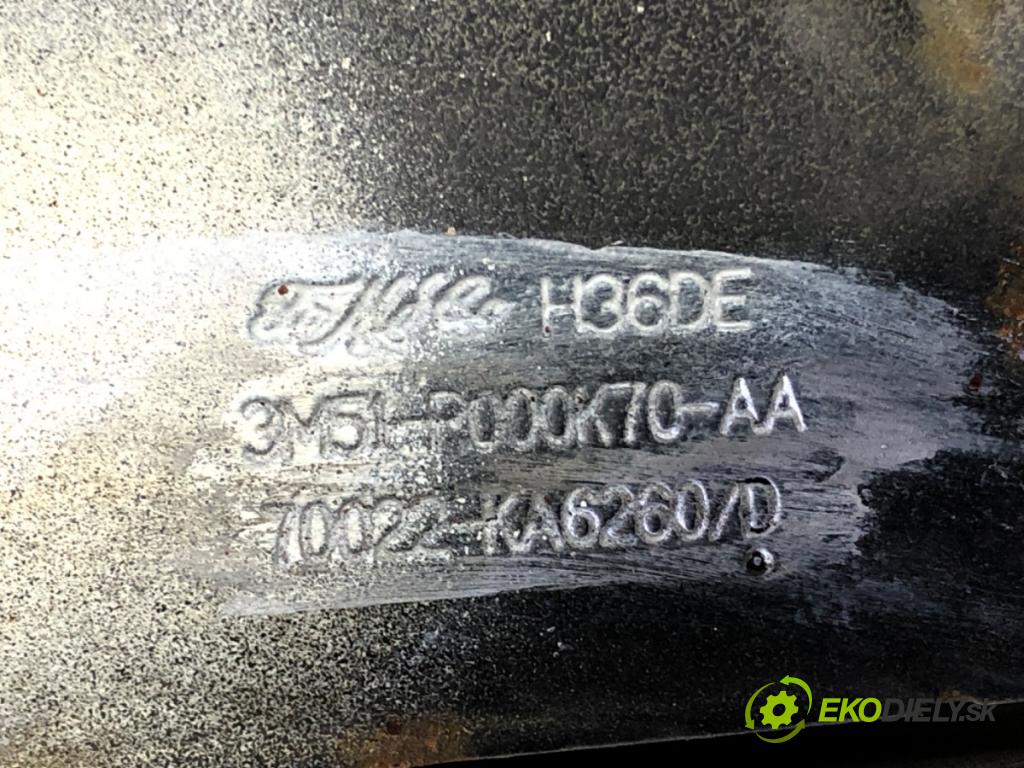 H36DE
3M51-P000K70-AA
70022-KA6260/D
EKODIELY.SK